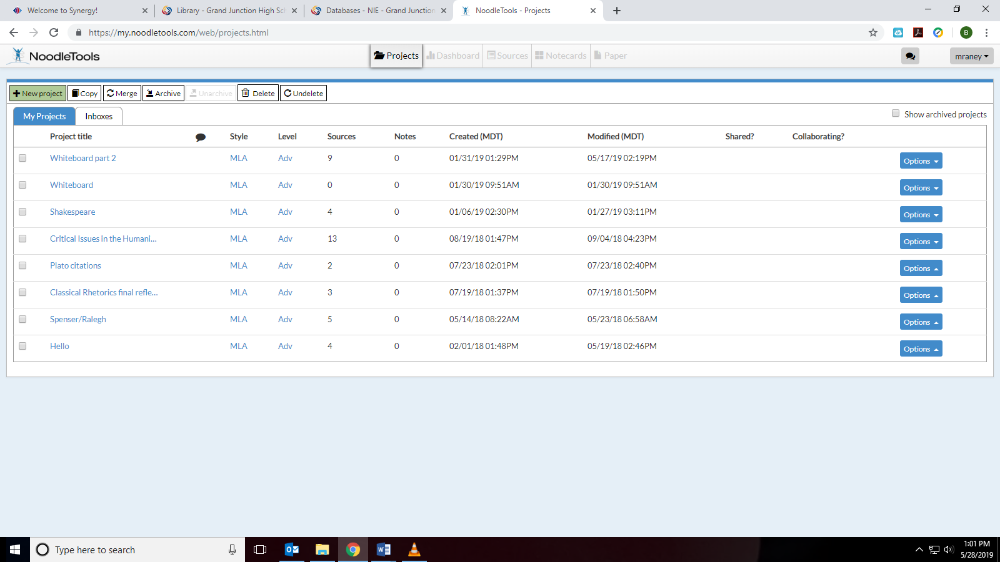 Welcome to Synergy!
Library - Grand Junction High Sch
Databases - NIE - Grand Junction
NoodleTools - Projects
https://my.noodletools.com/web/projects.html
B
NoodleTools
Projects Dashboard Sources Notecards Paper
mraney
New project Copy Merge Archive Unarchive Delete Undelete
My Projects Inboxes
Show archived projects
Project title Style Level Sources Notes Created (MDT) Modified (MDT) Shared? Collaborating?
Whiteboard part 2 MLA Adv 9 0 01/31/19 01:29PM 05/17/19 02:19PM Options
Whiteboard MLA Adv 0 0 01/30/19 09:51AM 01/30/19 09:51AM Options
Shakespeare MLA Adv 4 0 01/06/19 02:30PM 01/27/19 03:11PM Options
Critical Issues in the Humani... MLA Adv 13 0 08/19/18 01:47PM 09/04/18 04:23PM Options
Plato citations MLA Adv 2 0 07/23/18 02:01PM 07/23/18 02:40PM Options
Classical Rhetorics final refle... MLA Adv 3 0 07/19/18 01:37PM 07/19/18 01:50PM Options
Spenser/Ralegh MLA Adv 5 0 05/14/18 08:22AM 05/23/18 06:58AM Options
Hello MLA Adv 4 0 02/01/18 01:48PM 05/19/18 02:46PM Options
Type here to search
1:01 PM
5/28/2019